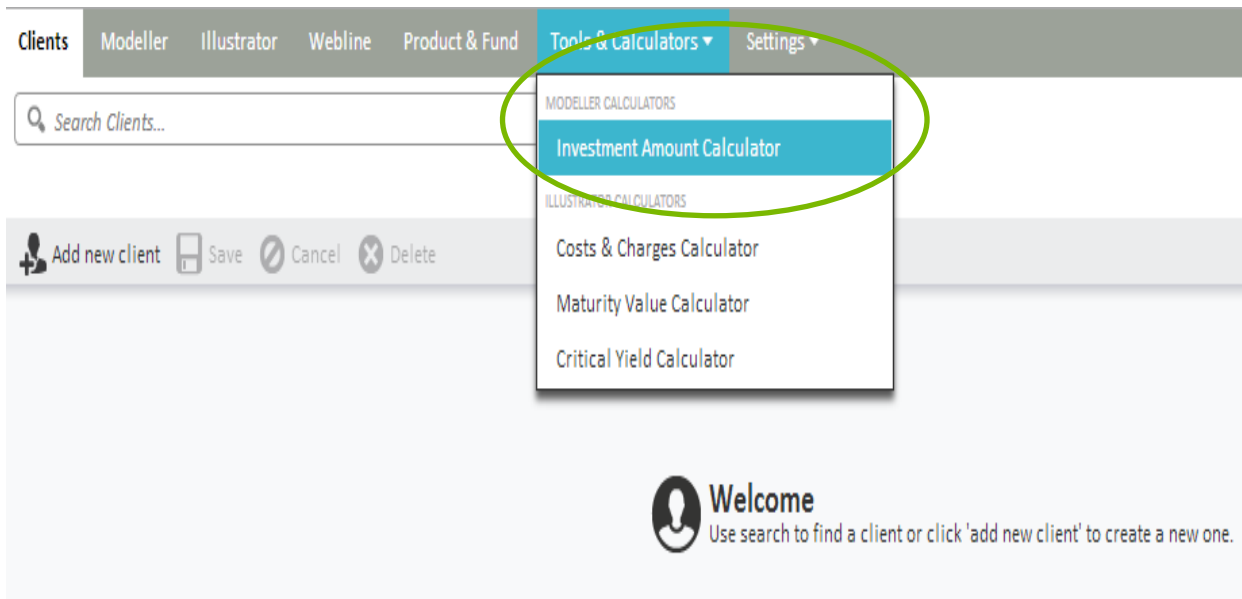 Clients Modeller Illustrator Webline Product & Fund Tools & Calculators Settings
Search Clients...
MODELLER CALCULATORS
Investment Amount Calculator
ILLUSTRATOR CALCULATORS
Costs & Charges Calculator
Maturity Value Calculator
Critical Yield Calculator
Add new client Save Cancel Delete
Welcome
Use search to find a client or click 'add new client' to create a new one.